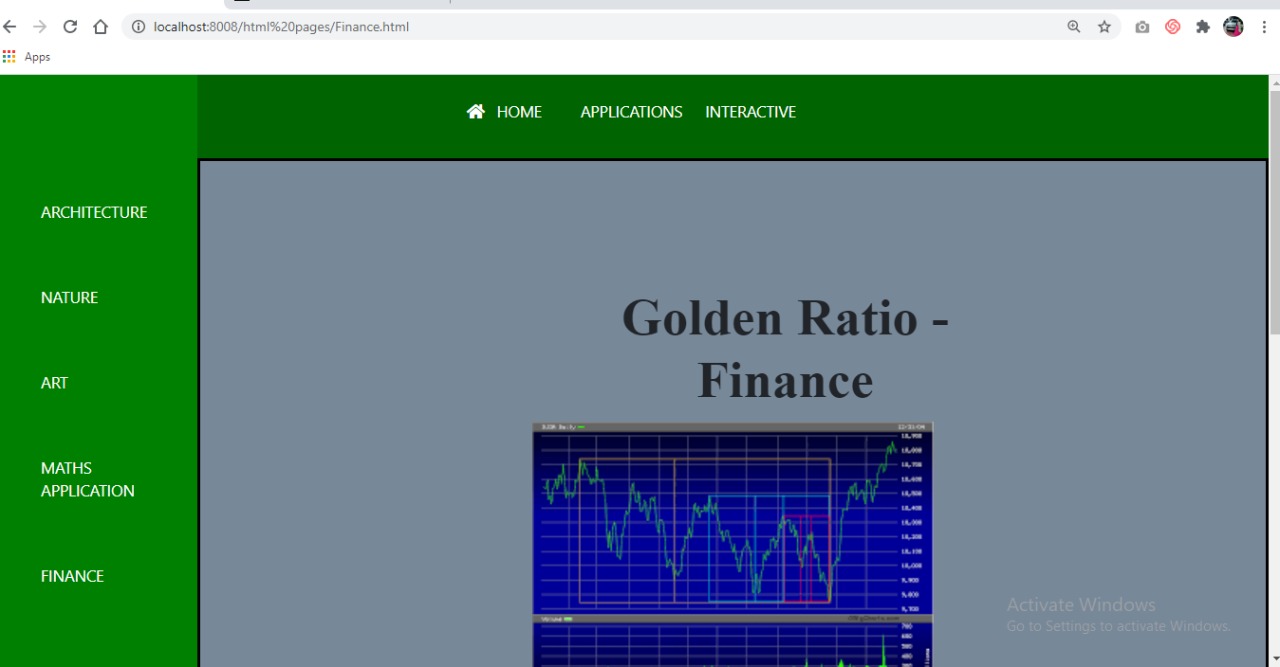 localhost:8008/html%20pages/Finance.html
Apps
HOME APPLICATIONS INTERACTIVE
ARCHITECTURE
NATURE
ART
MATHS
APPLICATION
FINANCE
Golden Ratio -
Finance
Activate Windows
Go to Settings to activate Windows.